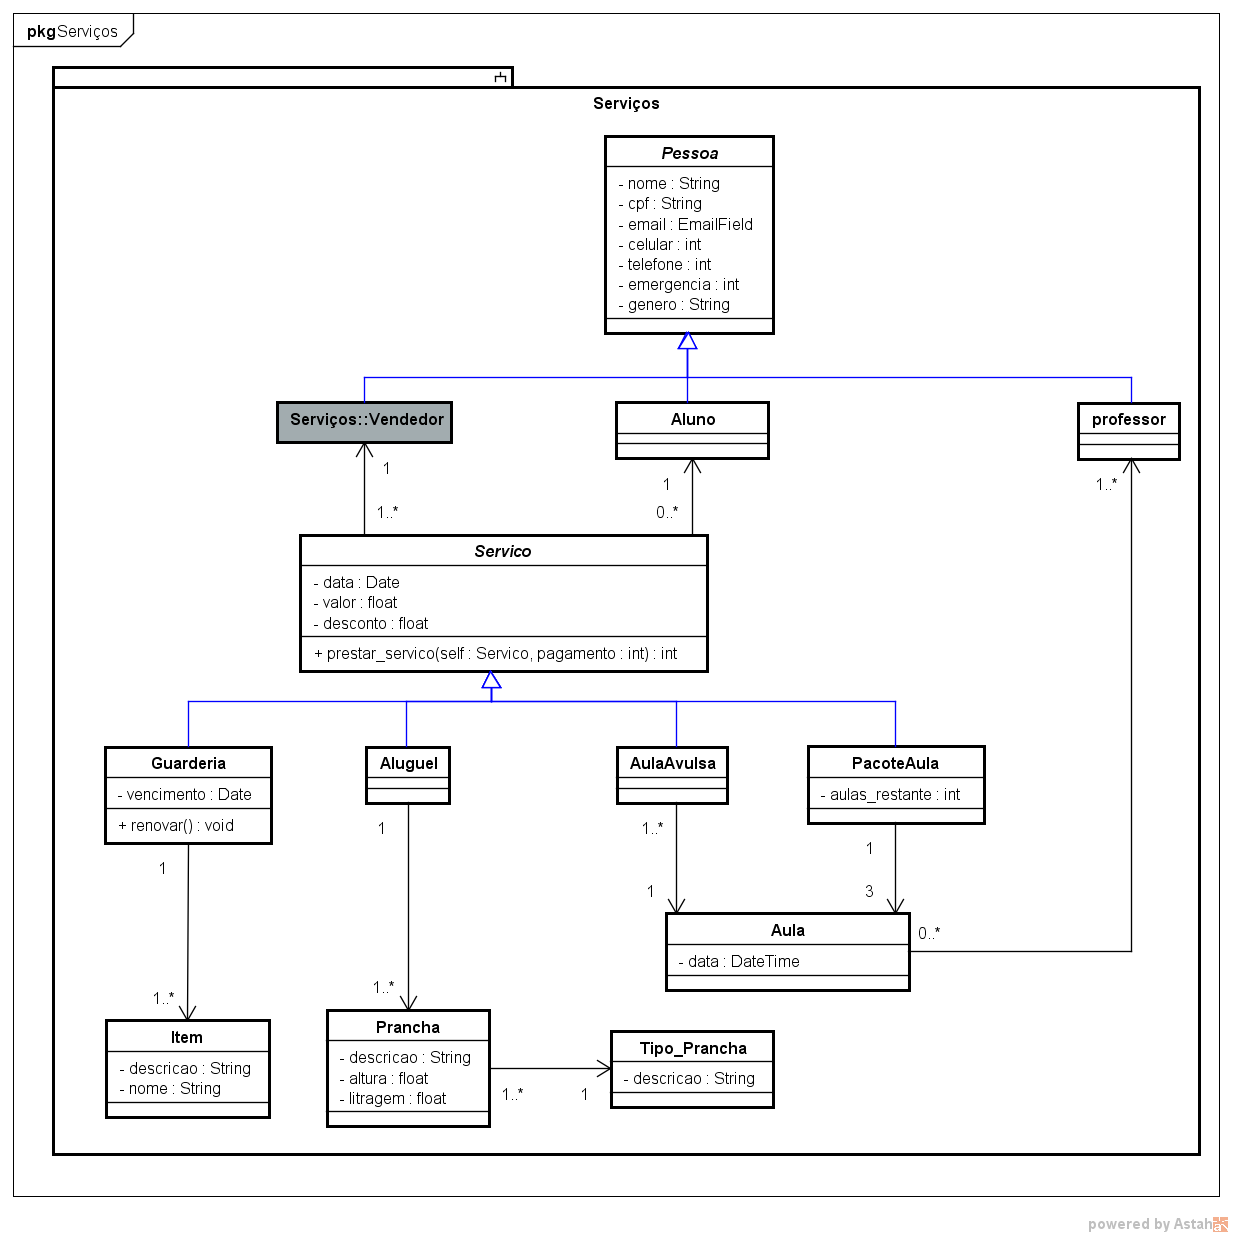 pkg Serviços
Serviços
Pessoa
- nome : String
- cpf : String
- email : EmailField
- celular : int
- telefone : int
- emergencia : int
- genero : String
Serviços::Vendedor
Aluno
professor
1
1
1..*
1..*
0..*
Servico
- data : Date
- valor : float
- desconto : float
+ prestar_servico(self : Servico, pagamento : int) : int
Guarderia
- vencimento : Date
+ renovar() : void
Aluguel
AulaAvulsa
PacoteAula
- aulas_restante : int
1
1
1..*
1
1
3
Aula
- data : DateTime
0..*
1..*
1..*
Item
- descricao : String
- nome : String
Prancha
- descricao : String
- altura : float
- litragem : float
1..*
1
Tipo_Prancha
- descricao : String
powered by Astah